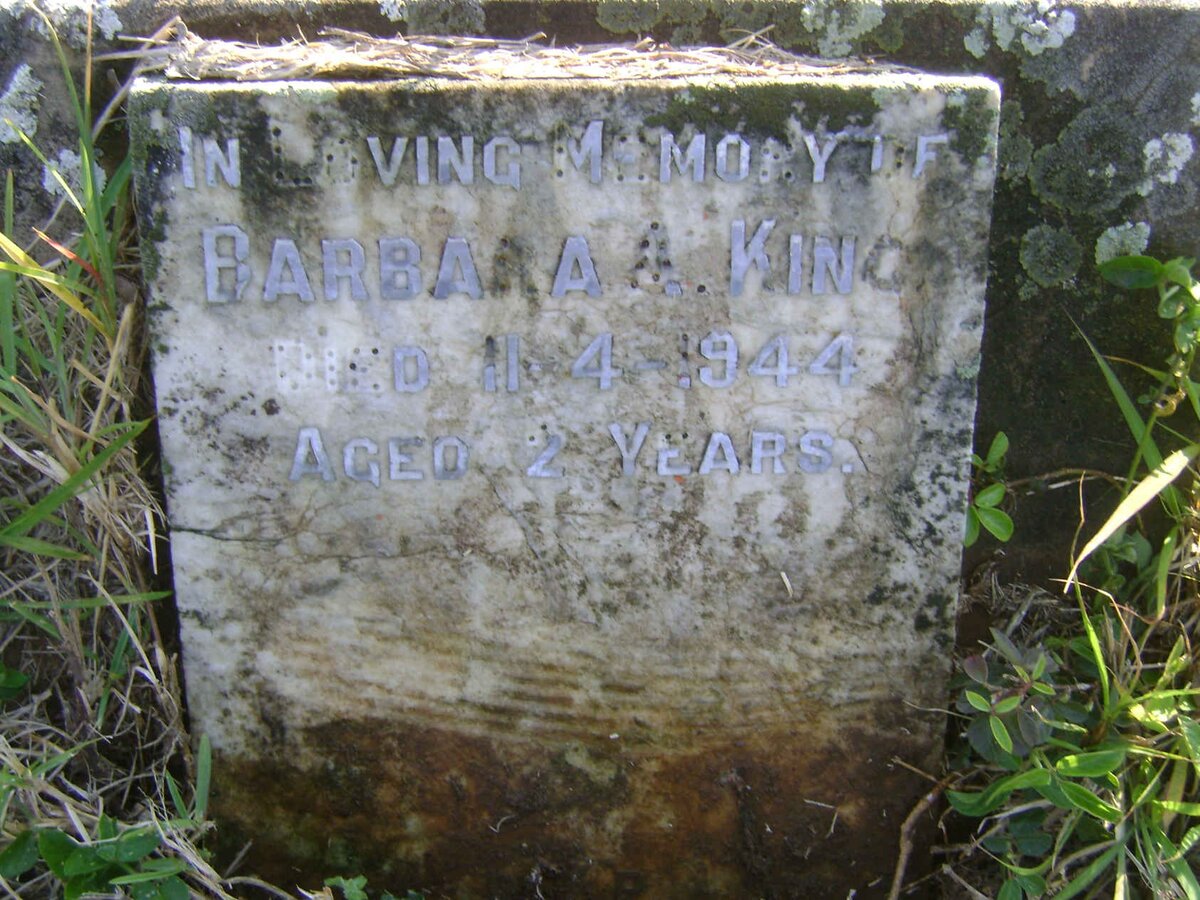 IN LOVING MEMORY OF
BARBARA A. KING
DIED 11-4-1944
AGED 2 YEARS.